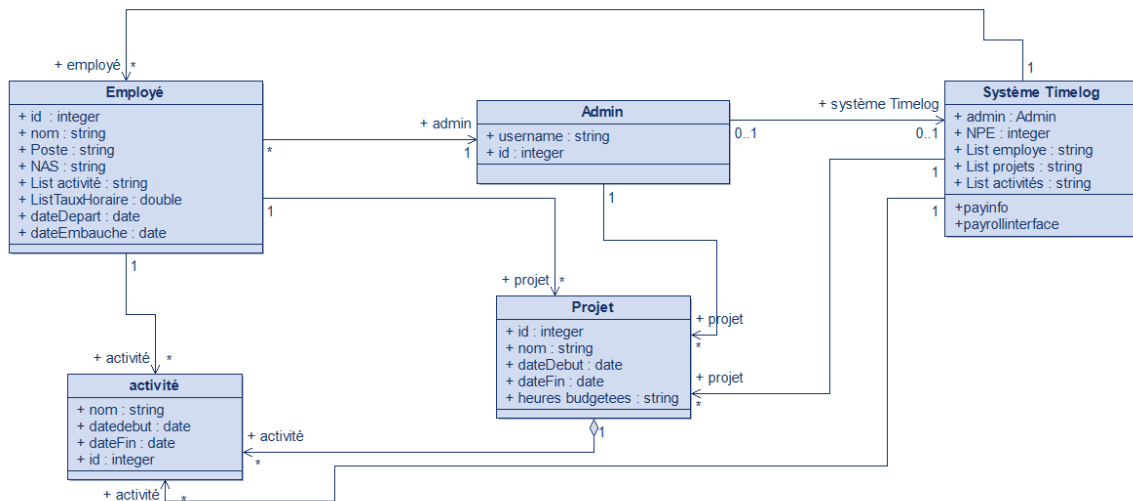 + employé
*
1
Employé
+ id : integer
+ nom : string
+ Poste : string
+ NAS : string
+ List activité : string
+ ListTauxHoraire : double
+ dateDepart : date
+ dateEmbauche : date
*
+ admin
1
Admin
+ username : string
+ id : integer
+ système Timelog
0..1
0..1
Système Timelog
+ admin : Admin
+ NPE : integer
+ List employe : string
+ List projets : string
+ List activités : string
+payinfo
+payrollinterface
1
1
1
1
1
+ projet
*
Projet
+ id : integer
+ nom : string
+ dateDebut : date
+ dateFin : date
+ heures budgetees : string
+ projet
*
+ projet
*
1
+ activité
*
activité
+ nom : string
+ datedebut : date
+ dateFin : date
+ id : integer
+ activité
*
1
+ activité
*